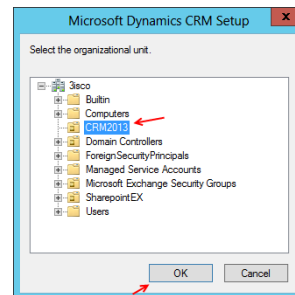 Microsoft Dynamics CRM Setup
x
Select the organizational unit.
3isco
Builtin
Computers
CRM2013
Domain Controllers
ForeignSecurityPrincipals
Managed Service Accounts
Microsoft Exchange Security Groups
SharepointEX
Users
OK Cancel